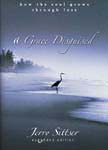 how the soul grows
through loss
A Grace Disguised
Jerry Sittser
EXPANDED EDITION